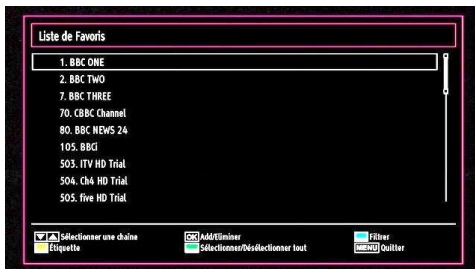 Liste de Favoris
1. BBC ONE
2. BBC TWO
7. BBC THREE
70. CBBC Channel
80. BBC NEWS 24
105. BBCi
503. ITV HD Trial
504. Ch4 HD Trial
505. five HD Trial
Sélectionner une chaîne OK Add/Eliminer Filtrer
Étiquette Sélectionner/Désélectionner tout MENU Quitter